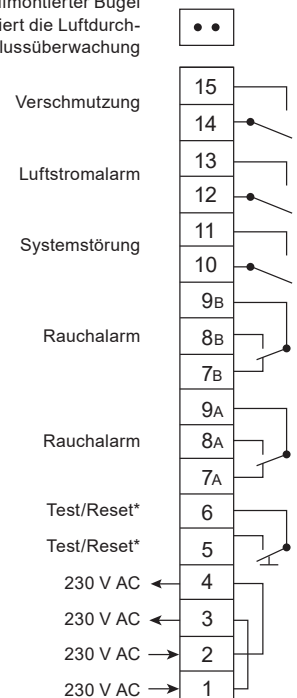 montierter Bügel
iert die Luftdurch-
lussüberwachung
Verschmutzung
15
14
Luftstromalarm
13
12
Systemstörung
11
10
Rauchalarm
9B
8B
7B
Rauchalarm
9A
8A
7A
Test/Reset* 6
Test/Reset* 5
230 V AC 4
230 V AC 3
230 V AC 2
230 V AC 1